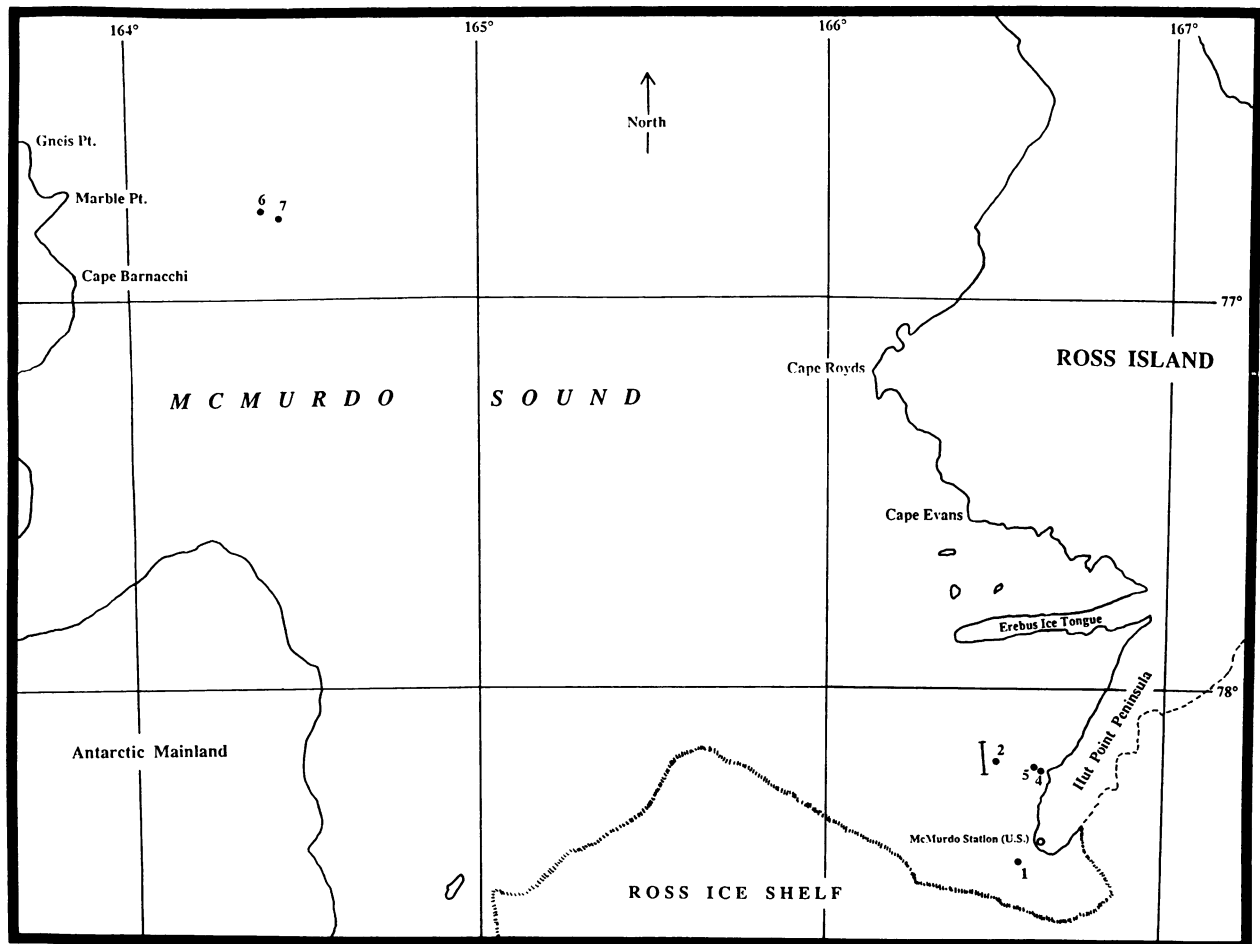 164° 165° 166° 167°
North
Gneis Pt.
Marble Pt.
6 7
Cape Barnacchi
77°
ROSS ISLAND
Cape Royds
MCMURDO SOUND
Cape Evans
Erebus Ice Tongue
78°
Hut Point Peninsula
Antarctic Mainland
2
5 4
McMurdo Station (U.S.)
1
ROSS ICE SHELF